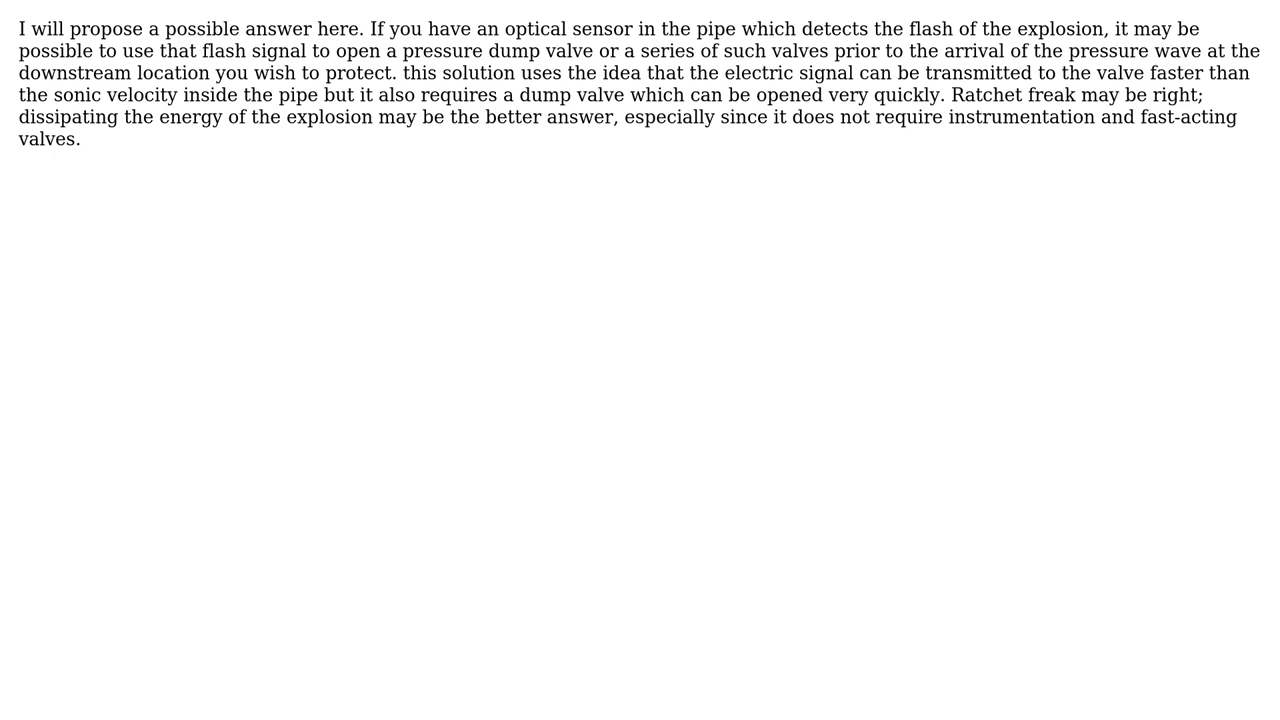 I will propose a possible answer here. If you have an optical sensor in the pipe which detects the flash of the explosion, it may be
possible to use that flash signal to open a pressure dump valve or a series of such valves prior to the arrival of the pressure wave at the
downstream location you wish to protect. this solution uses the idea that the electric signal can be transmitted to the valve faster than
the sonic velocity inside the pipe but it also requires a dump valve which can be opened very quickly. Ratchet freak may be right;
dissipating the energy of the explosion may be the better answer, especially since it does not require instrumentation and fast-acting
valves.